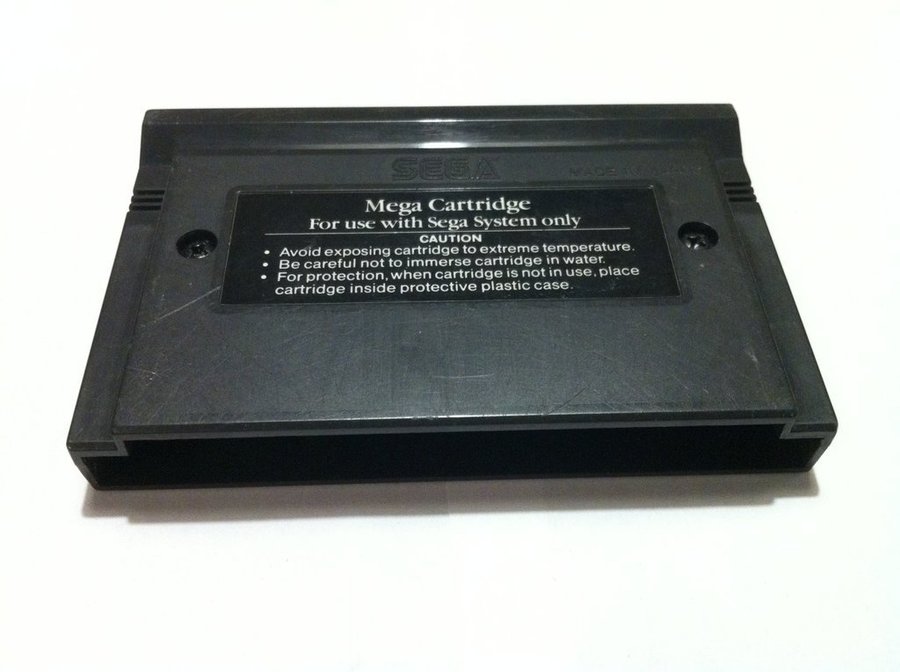 SEGA MADE
Mega Cartridge
For use with Sega System only
CAUTION
• Avoid exposing cartridge to extreme temperature.
• Be careful not to immerse cartridge in water.
• For protection, when cartridge is not in use, place
cartridge inside protective plastic case.